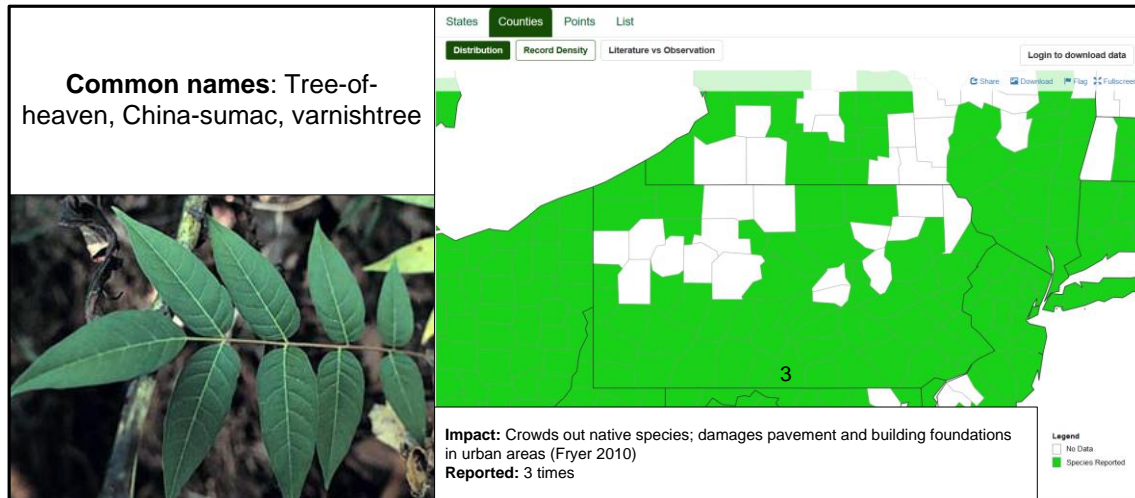 Common names: Tree-of-
heaven, China-sumac, varnishtree
States Counties Points List
Distribution Record Density Literature vs Observation
Login to download data
Share Download Flag Fullscreen
3
Impact: Crowds out native species; damages pavement and building foundations
in urban areas (Fryer 2010)
Reported: 3 times
Legend
No Data
Species Reported